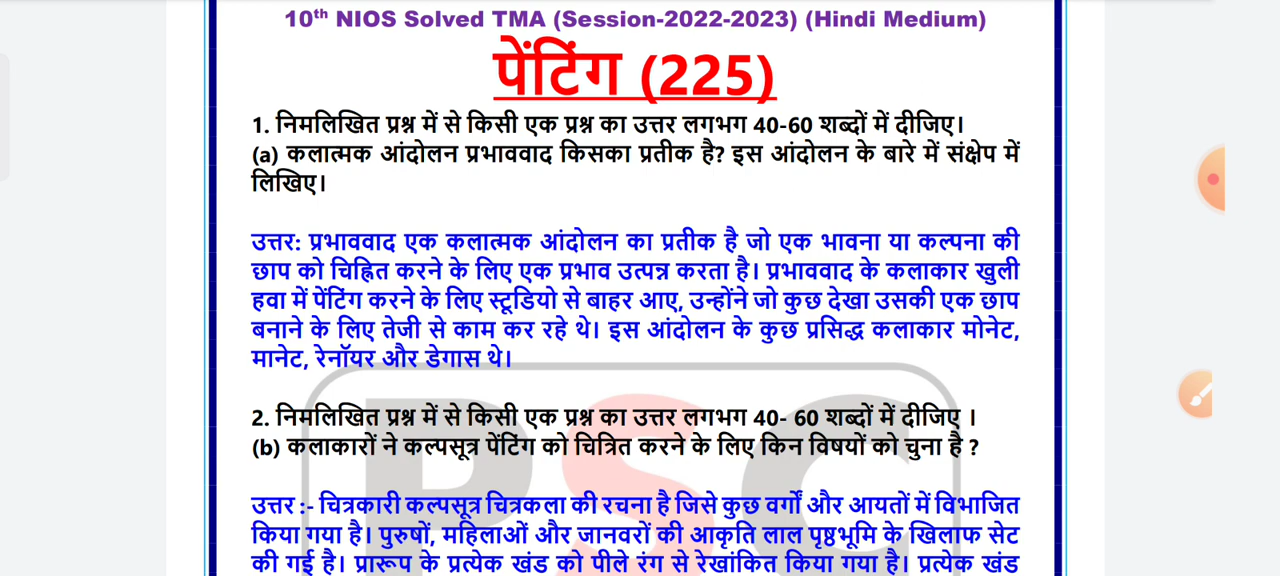 10th NIOS Solved TMA (Session-2022-2023) (Hindi Medium)
पेंटिंग (225)
1. निमलिखित प्रश्न में से किसी एक प्रश्न का उत्तर लगभग 40-60 शब्दों में दीजिए।
(a) कलात्मक आंदोलन प्रभाववाद किसका प्रतीक है? इस आंदोलन के बारे में संक्षेप में
लिखिए।
उत्तर: प्रभाववाद एक कलात्मक आंदोलन का प्रतीक है जो एक भावना या कल्पना की
छाप को चिह्नित करने के लिए एक प्रभाव उत्पन्न करता है। प्रभाववाद के कलाकार खुली
हवा में पेंटिंग करने के लिए स्टूडियो से बाहर आए, उन्होंने जो कुछ देखा उसकी एक छाप
बनाने के लिए तेजी से काम कर रहे थे। इस आंदोलन के कुछ प्रसिद्ध कलाकार मोनेट,
मानेट, रेनॉयर और डेगास थे।
2. निमलिखित प्रश्न में से किसी एक प्रश्न का उत्तर लगभग 40- 60 शब्दों में दीजिए ।
(b) कलाकारों ने कल्पसूत्र पेंटिंग को चित्रित करने के लिए किन विषयों को चुना है ?
उत्तर :- चित्रकारी कल्पसूत्र चित्रकला की रचना है जिसे कुछ वर्गों और आयतों में विभाजित
किया गया है। पुरुषों, महिलाओं और जानवरों की आकृति लाल पृष्ठभूमि के खिलाफ सेट
की गई है। प्रारूप के प्रत्येक खंड को पीले रंग से रेखांकित किया गया है। प्रत्येक खंड
PSC